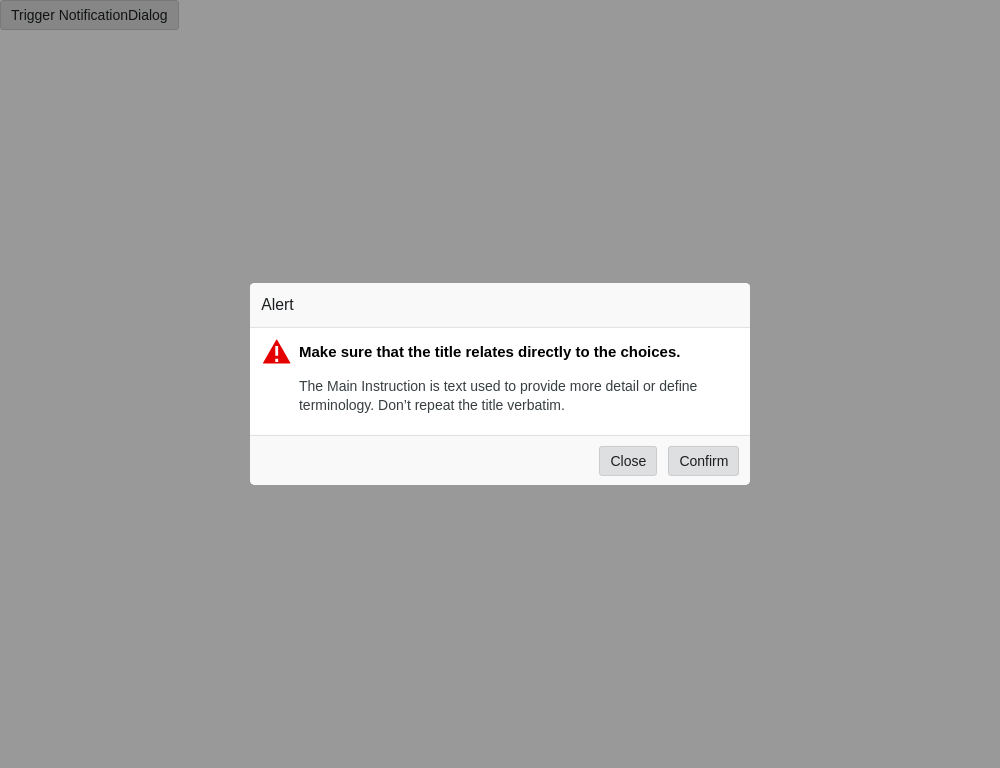 Trigger NotificationDialog
Alert
Make sure that the title relates directly to the choices.
The Main Instruction is text used to provide more detail or define
terminology. Don’t repeat the title verbatim.
Close Confirm